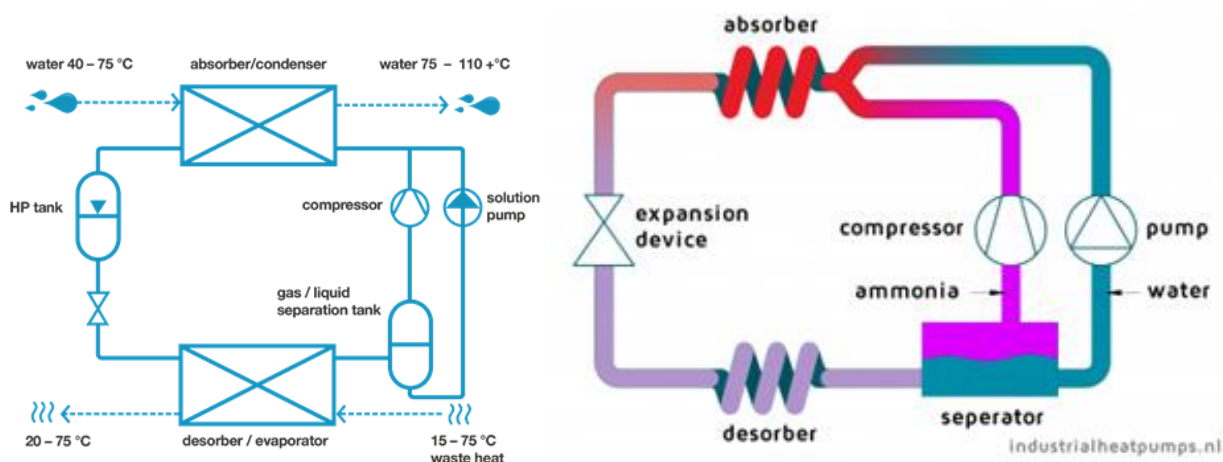 water 40 – 75 °C
absorber/condenser
water 75 – 110 +°C
HP tank
compressor
solution
pump
gas / liquid
separation tank
20 – 75 °C
desorber / evaporator
15 – 75 °C
waste heat
absorber
expansion
device
compressor
pump
ammonia
water
desorber
seperator
industrialheatpumps.nl